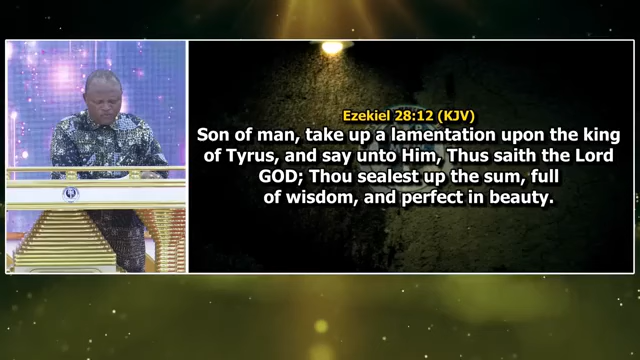 Ezekiel 28:12 (KJV)
Son of man, take up a lamentation upon the king
of Tyrus, and say unto Him, Thus saith the Lord
GOD; Thou sealest up the sum, full
of wisdom, and perfect in beauty.